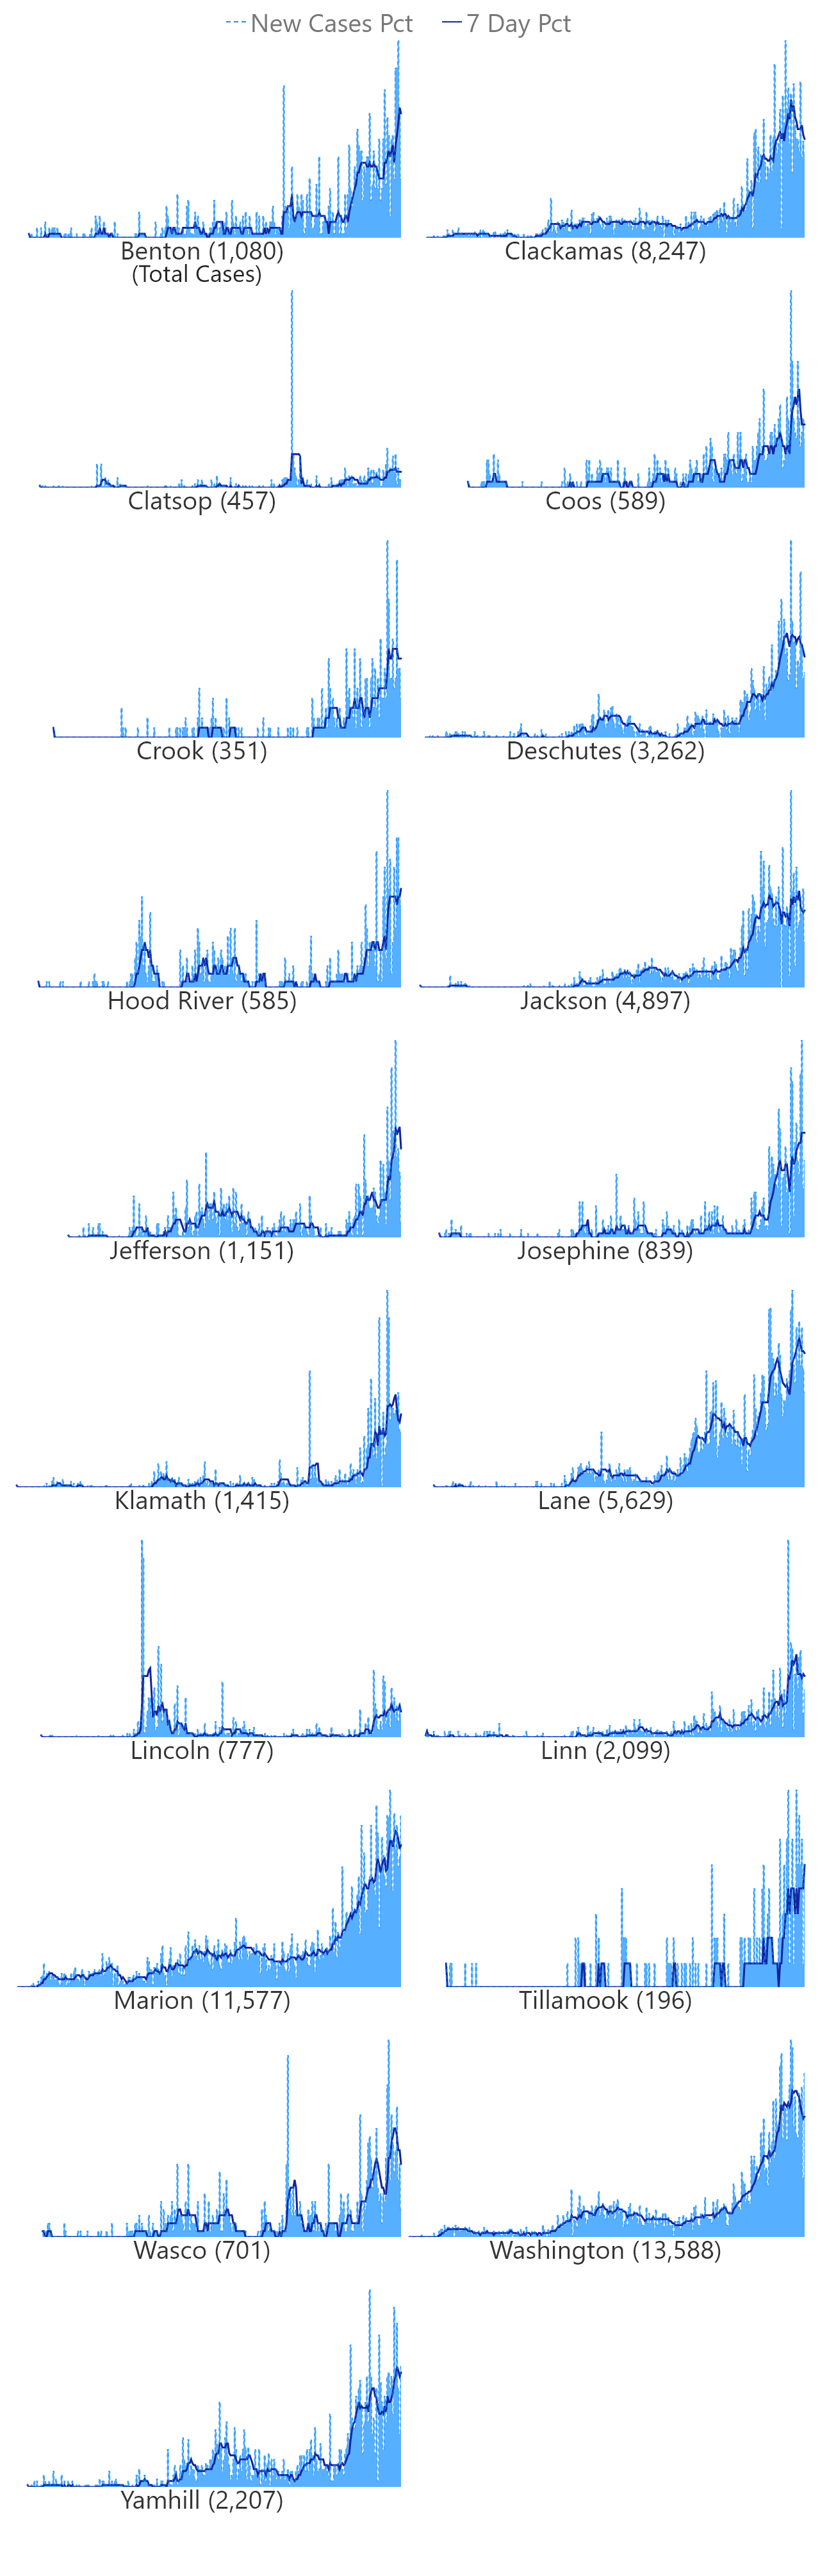 New Cases Pct 7 Day Pct
Benton (1,080)
(Total Cases)
Clackamas (8,247)
Clatsop (457)
Coos (589)
Crook (351)
Deschutes (3,262)
Hood River (585)
Jackson (4,897)
Jefferson (1,151)
Josephine (839)
Klamath (1,415)
Lane (5,629)
Lincoln (777)
Linn (2,099)
Marion (11,577)
Tillamook (196)
Wasco (701)
Washington (13,588)
Yamhill (2,207)